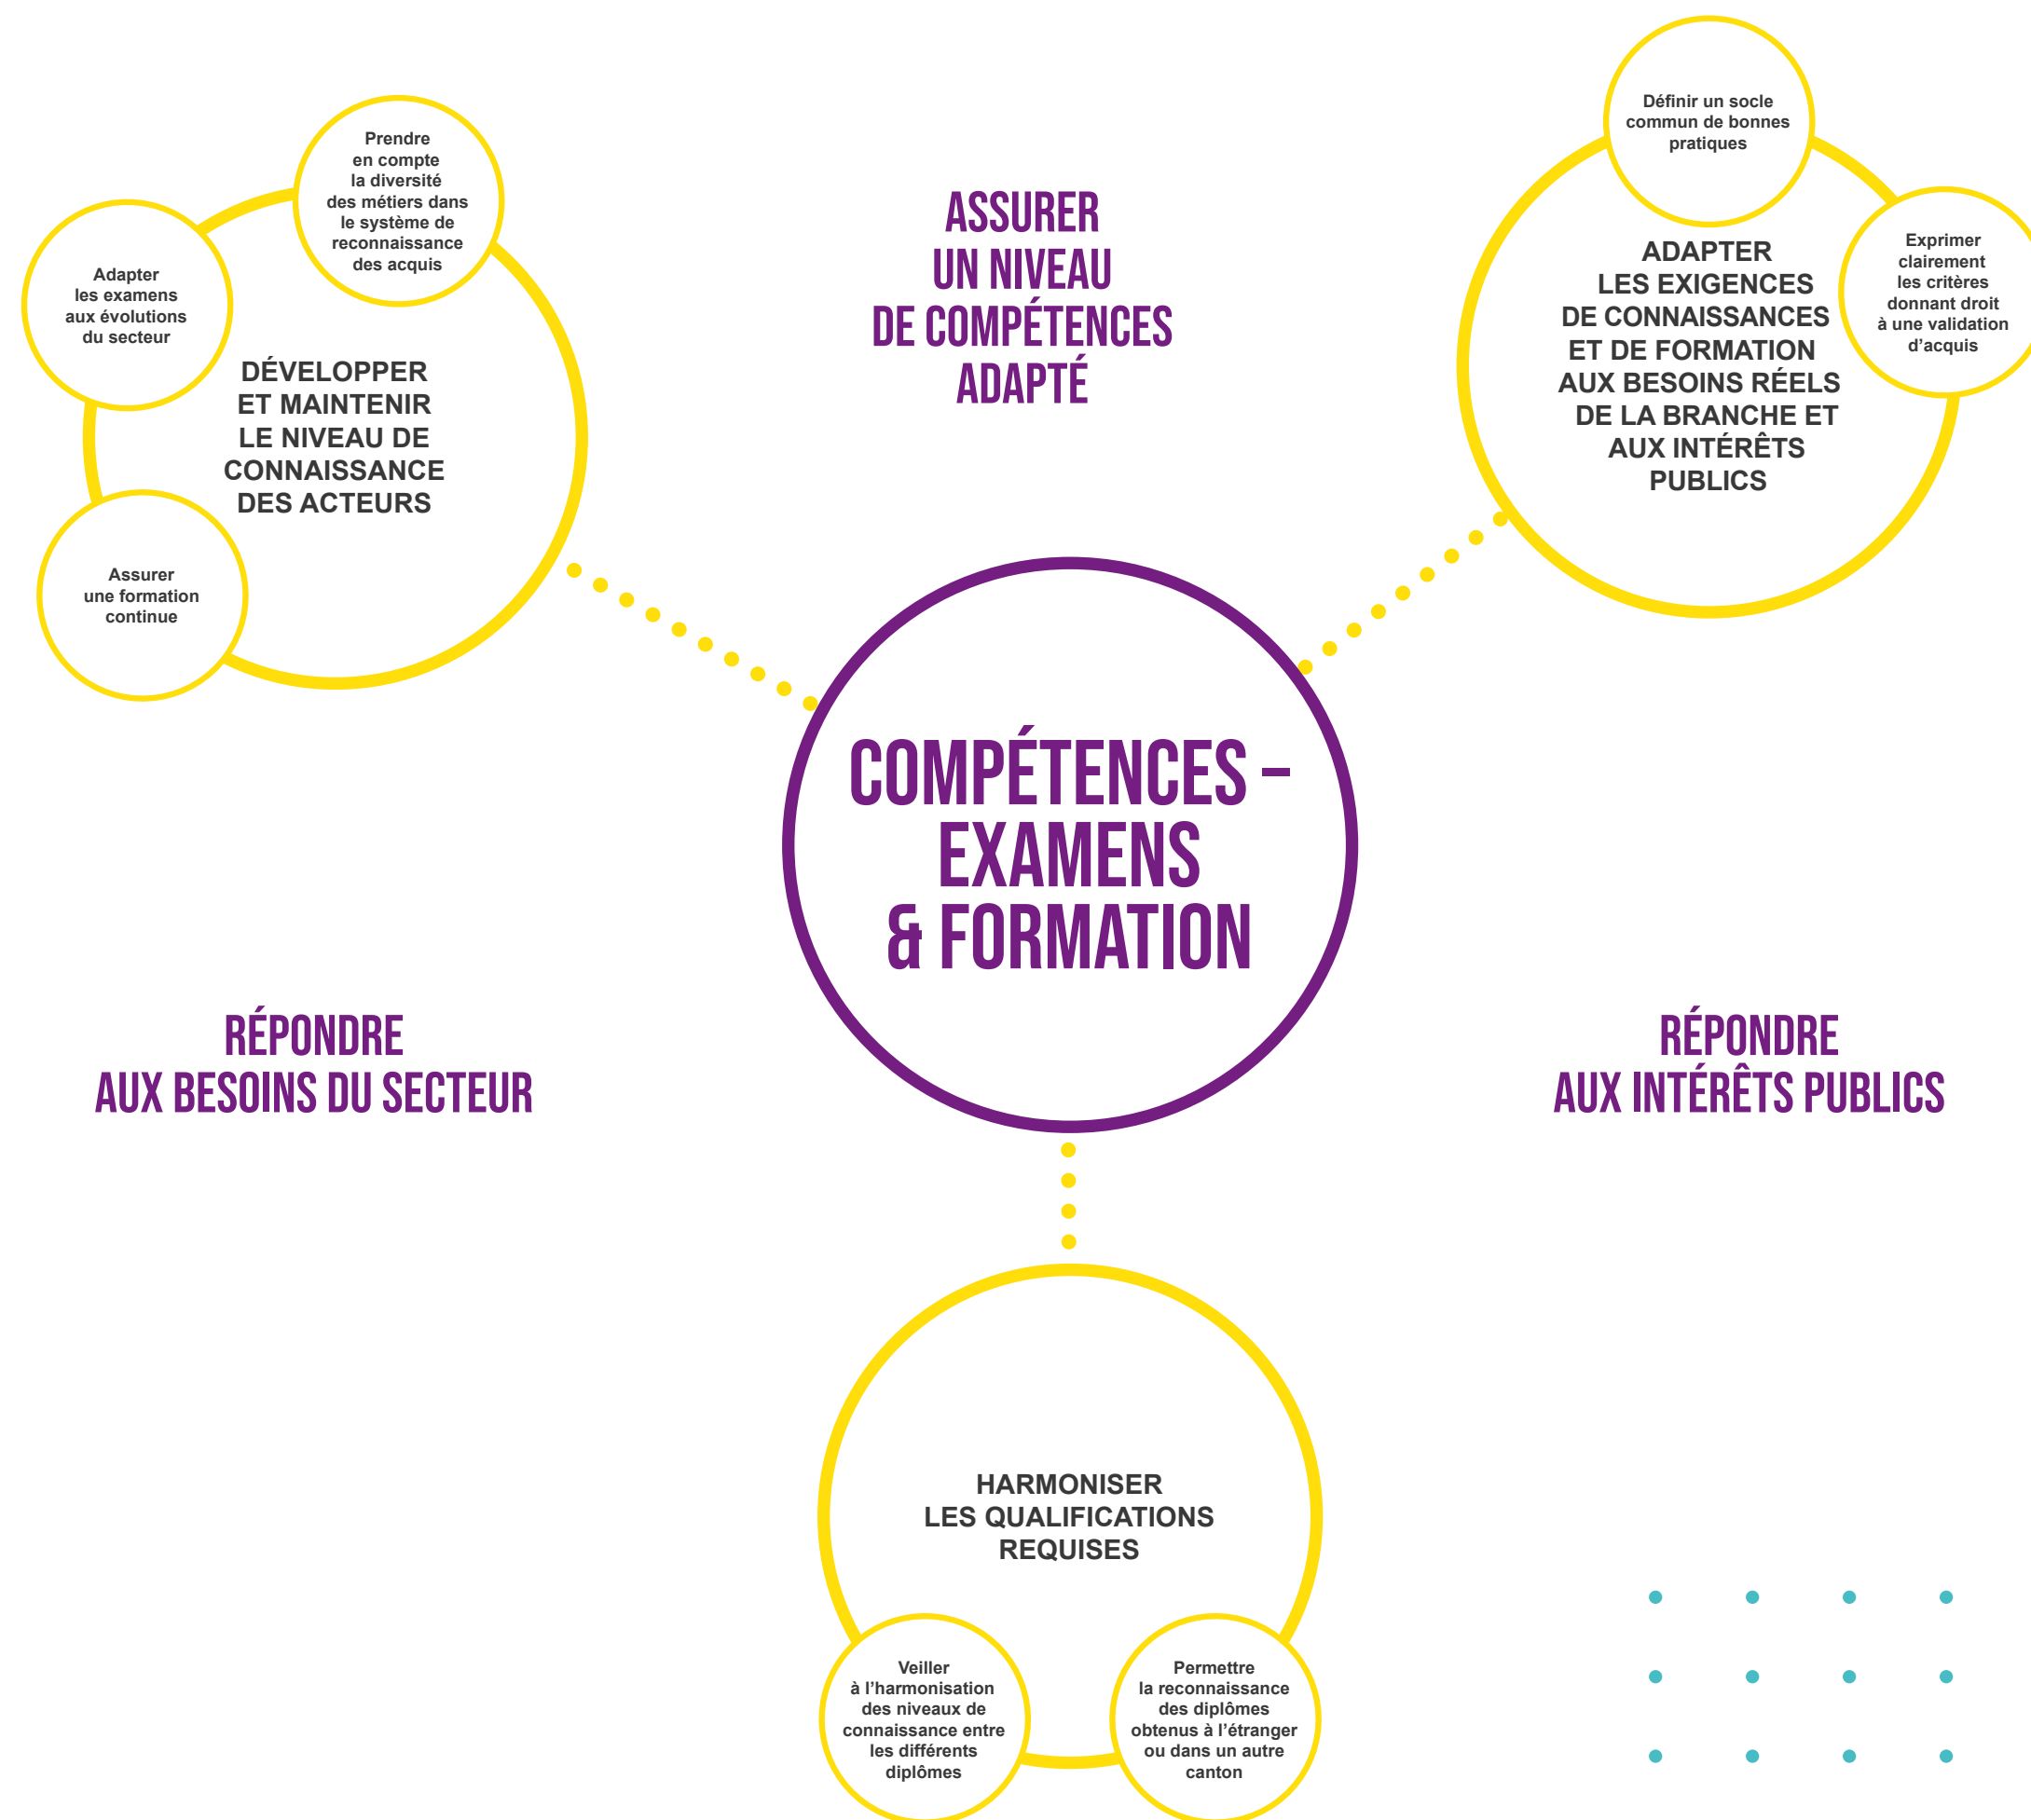 Prendre
en compte
la diversité
des métiers dans
le système de
reconnaissance
des acquis
Adapter
les examens
aux évolutions
du secteur
DÉVELOPPER
ET MAINTENIR
LE NIVEAU DE
CONNAISSANCE
DES ACTEURS
Assurer
une formation
continue
ASSURER
UN NIVEAU
DE COMPÉTENCES
ADAPTÉ
Définir un socle
commun de bonnes
pratiques
Exprimer
clairement
les critères
donnant droit
à une validation
d’acquis
ADAPTER
LES EXIGENCES
DE CONNAISSANCES
ET DE FORMATION
AUX BESOINS RÉELS
DE LA BRANCHE ET
AUX INTÉRÊTS
PUBLICS
COMPÉTENCES –
EXAMENS
& FORMATION
RÉPONDRE
AUX BESOINS DU SECTEUR
RÉPONDRE
AUX INTÉRÊTS PUBLICS
HARMONISER
LES QUALIFICATIONS
REQUISES
Veiller
à l’harmonisation
des niveaux de
connaissance entre
les différents
diplômes
Permettre
la reconnaissance
des diplômes
obtenus à l’étranger
ou dans un autre
canton